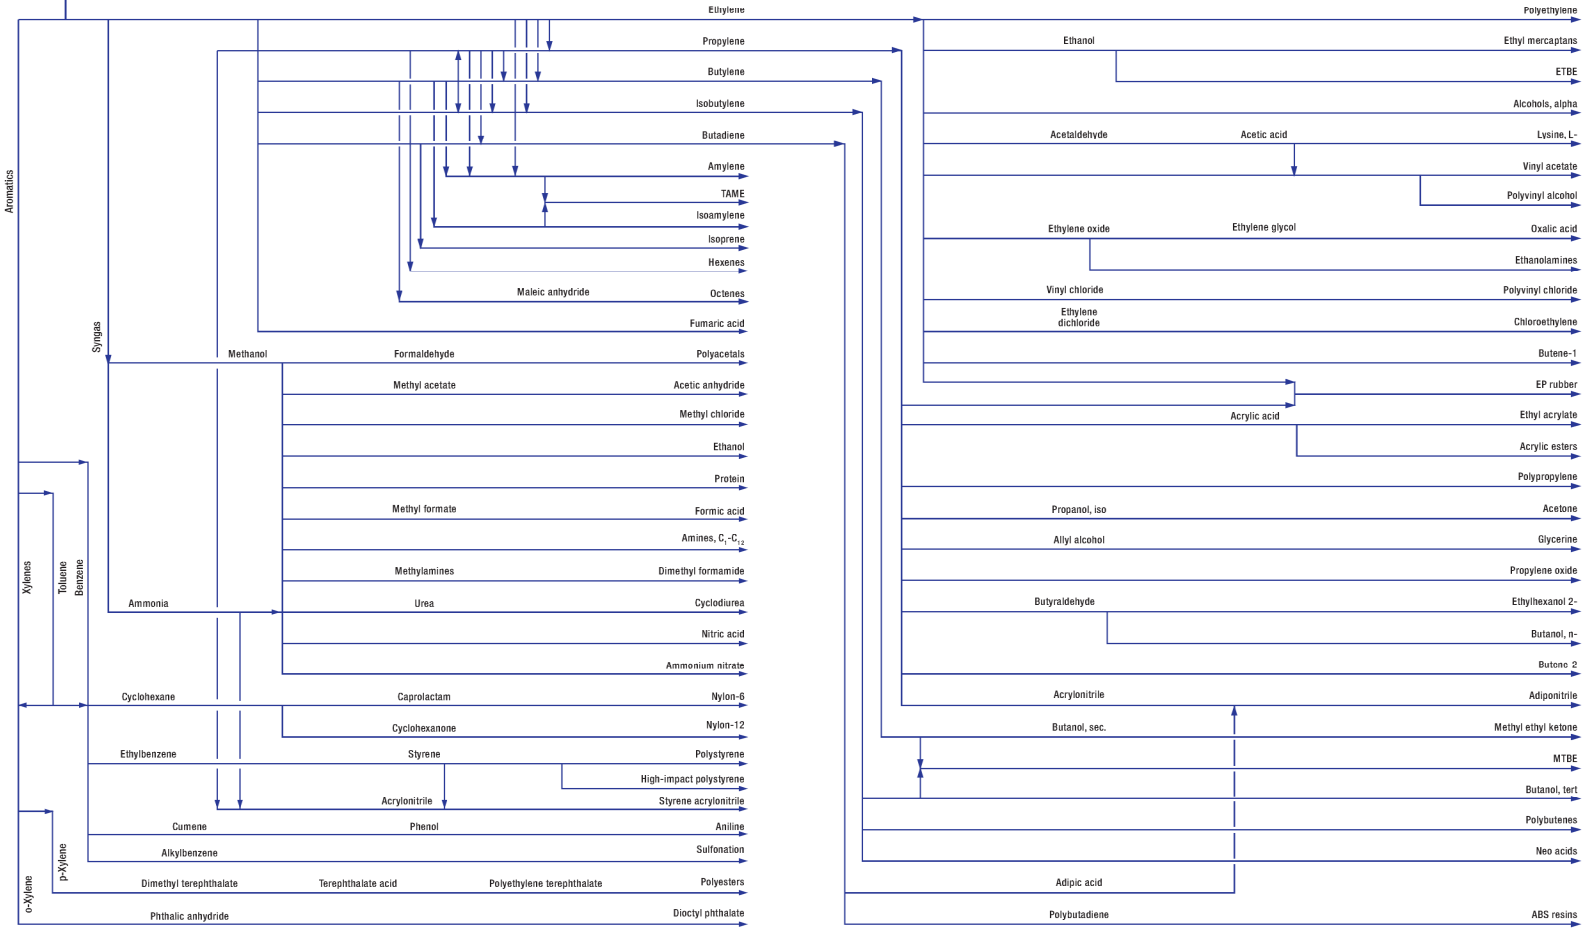 Ethylene
Propylene
Butylene
Isobutylene
Butadiene
Amylene
TAME
Isoamylene
Isoprene
Hexenes
Maleic anhydride Octenes
Fumaric acid
Methanol Formaldehyde Polyacetals
Methyl acetate Acetic anhydride
Methyl chloride
Ethanol
Protein
Methyl formate Formic acid
Amines, C₁-C₁₂
Methylamines Dimethyl formamide
Ammonia Urea Cyclodiurea
Nitric acid
Ammonium nitrate
Cyclohexane Caprolactam Nylon-6
Cyclohexanone Nylon-12
Ethylbenzene Styrene Polystyrene
High-impact polystyrene
Acrylonitrile Styrene acrylonitrile
Cumene Phenol Aniline
Alkylbenzene Sulfonation
Dimethyl terephthalate Terephthalate acid Polyethylene terephthalate Polyesters
Phthalic anhydride Dioctyl phthalate
Aromatics
Syngas
Xylenes
Toluene
Benzene
o-Xylene
p-Xylene
Polyethylene
Ethanol Ethyl mercaptans
ETBE
Alcohols, alpha
Acetaldehyde Acetic acid Lysine, L-
Vinyl acetate
Polyvinyl alcohol
Ethylene oxide Ethylene glycol Oxalic acid
Ethanolamines
Vinyl chloride Polyvinyl chloride
Ethylene
dichloride Chloroethylene
Butene-1
EP rubber
Acrylic acid Ethyl acrylate
Acrylic esters
Polypropylene
Propanol, iso Acetone
Allyl alcohol Glycerine
Propylene oxide
Butyraldehyde Ethylhexanol 2-
Butanol, n-
Butene-2
Acrylonitrile Adiponitrile
Butanol, sec. Methyl ethyl ketone
MTBE
Butanol, tert
Polybutenes
Neo acids
Adipic acid
Polybutadiene ABS resins